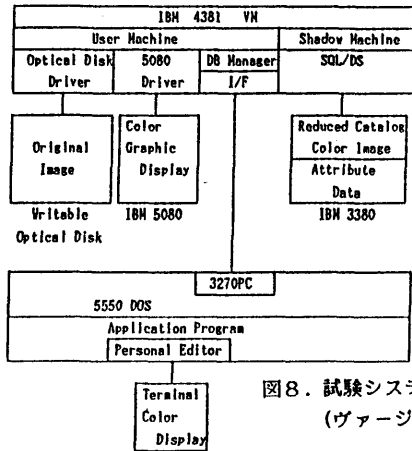 IBM 4381 VM
User Machine
Shadow Machine
Optical Disk Driver
5080 Driver
DB Manager
I/F
SQL/DS
Original Image
Writable Optical Disk
Color Graphic Display
IBM 5080
Reduced Catalog Color Image
Attribute Data
IBM 3380
3270PC
5550 DOS
Application Program
Personal Editor
Terminal Color Display
図8.試験システ
(ヴァージ